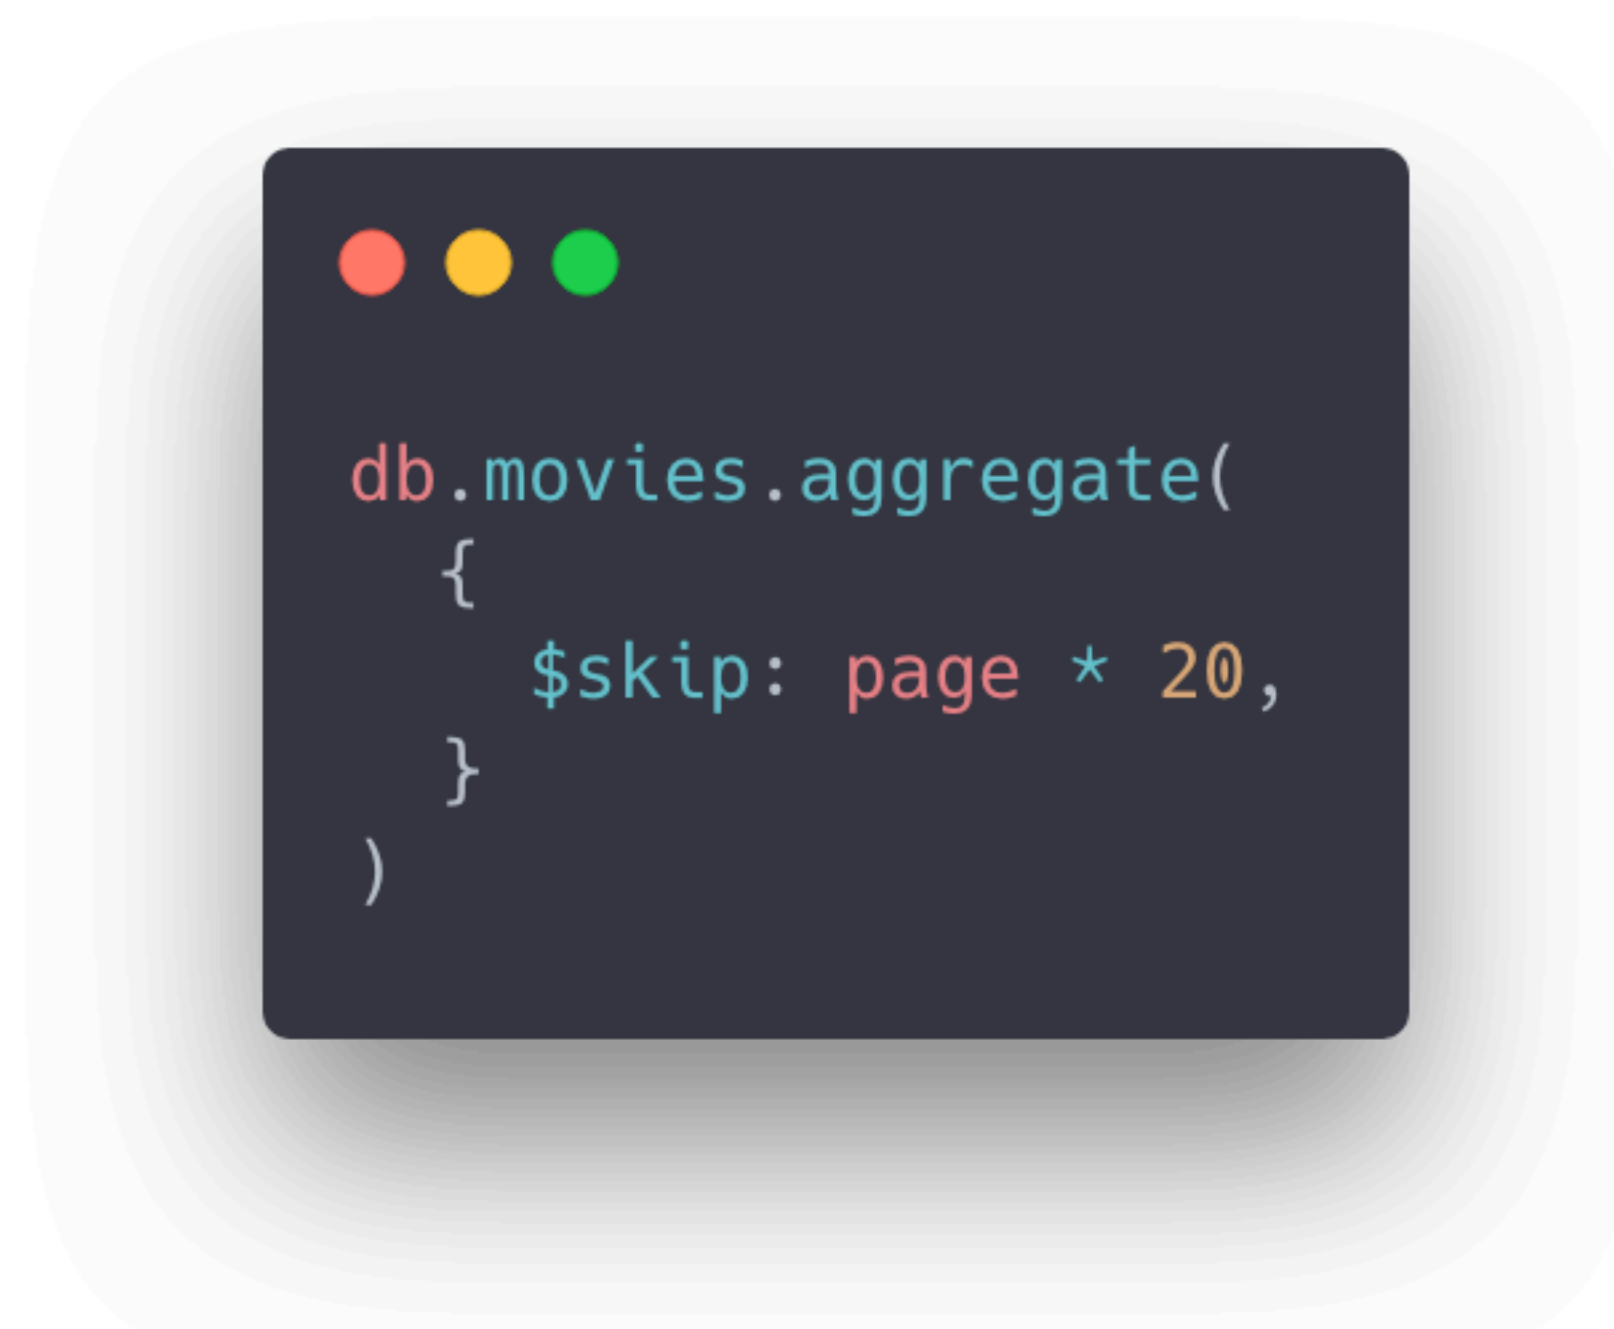 db.movies.aggregate(
  {
    $skip: page * 20,
  }
)